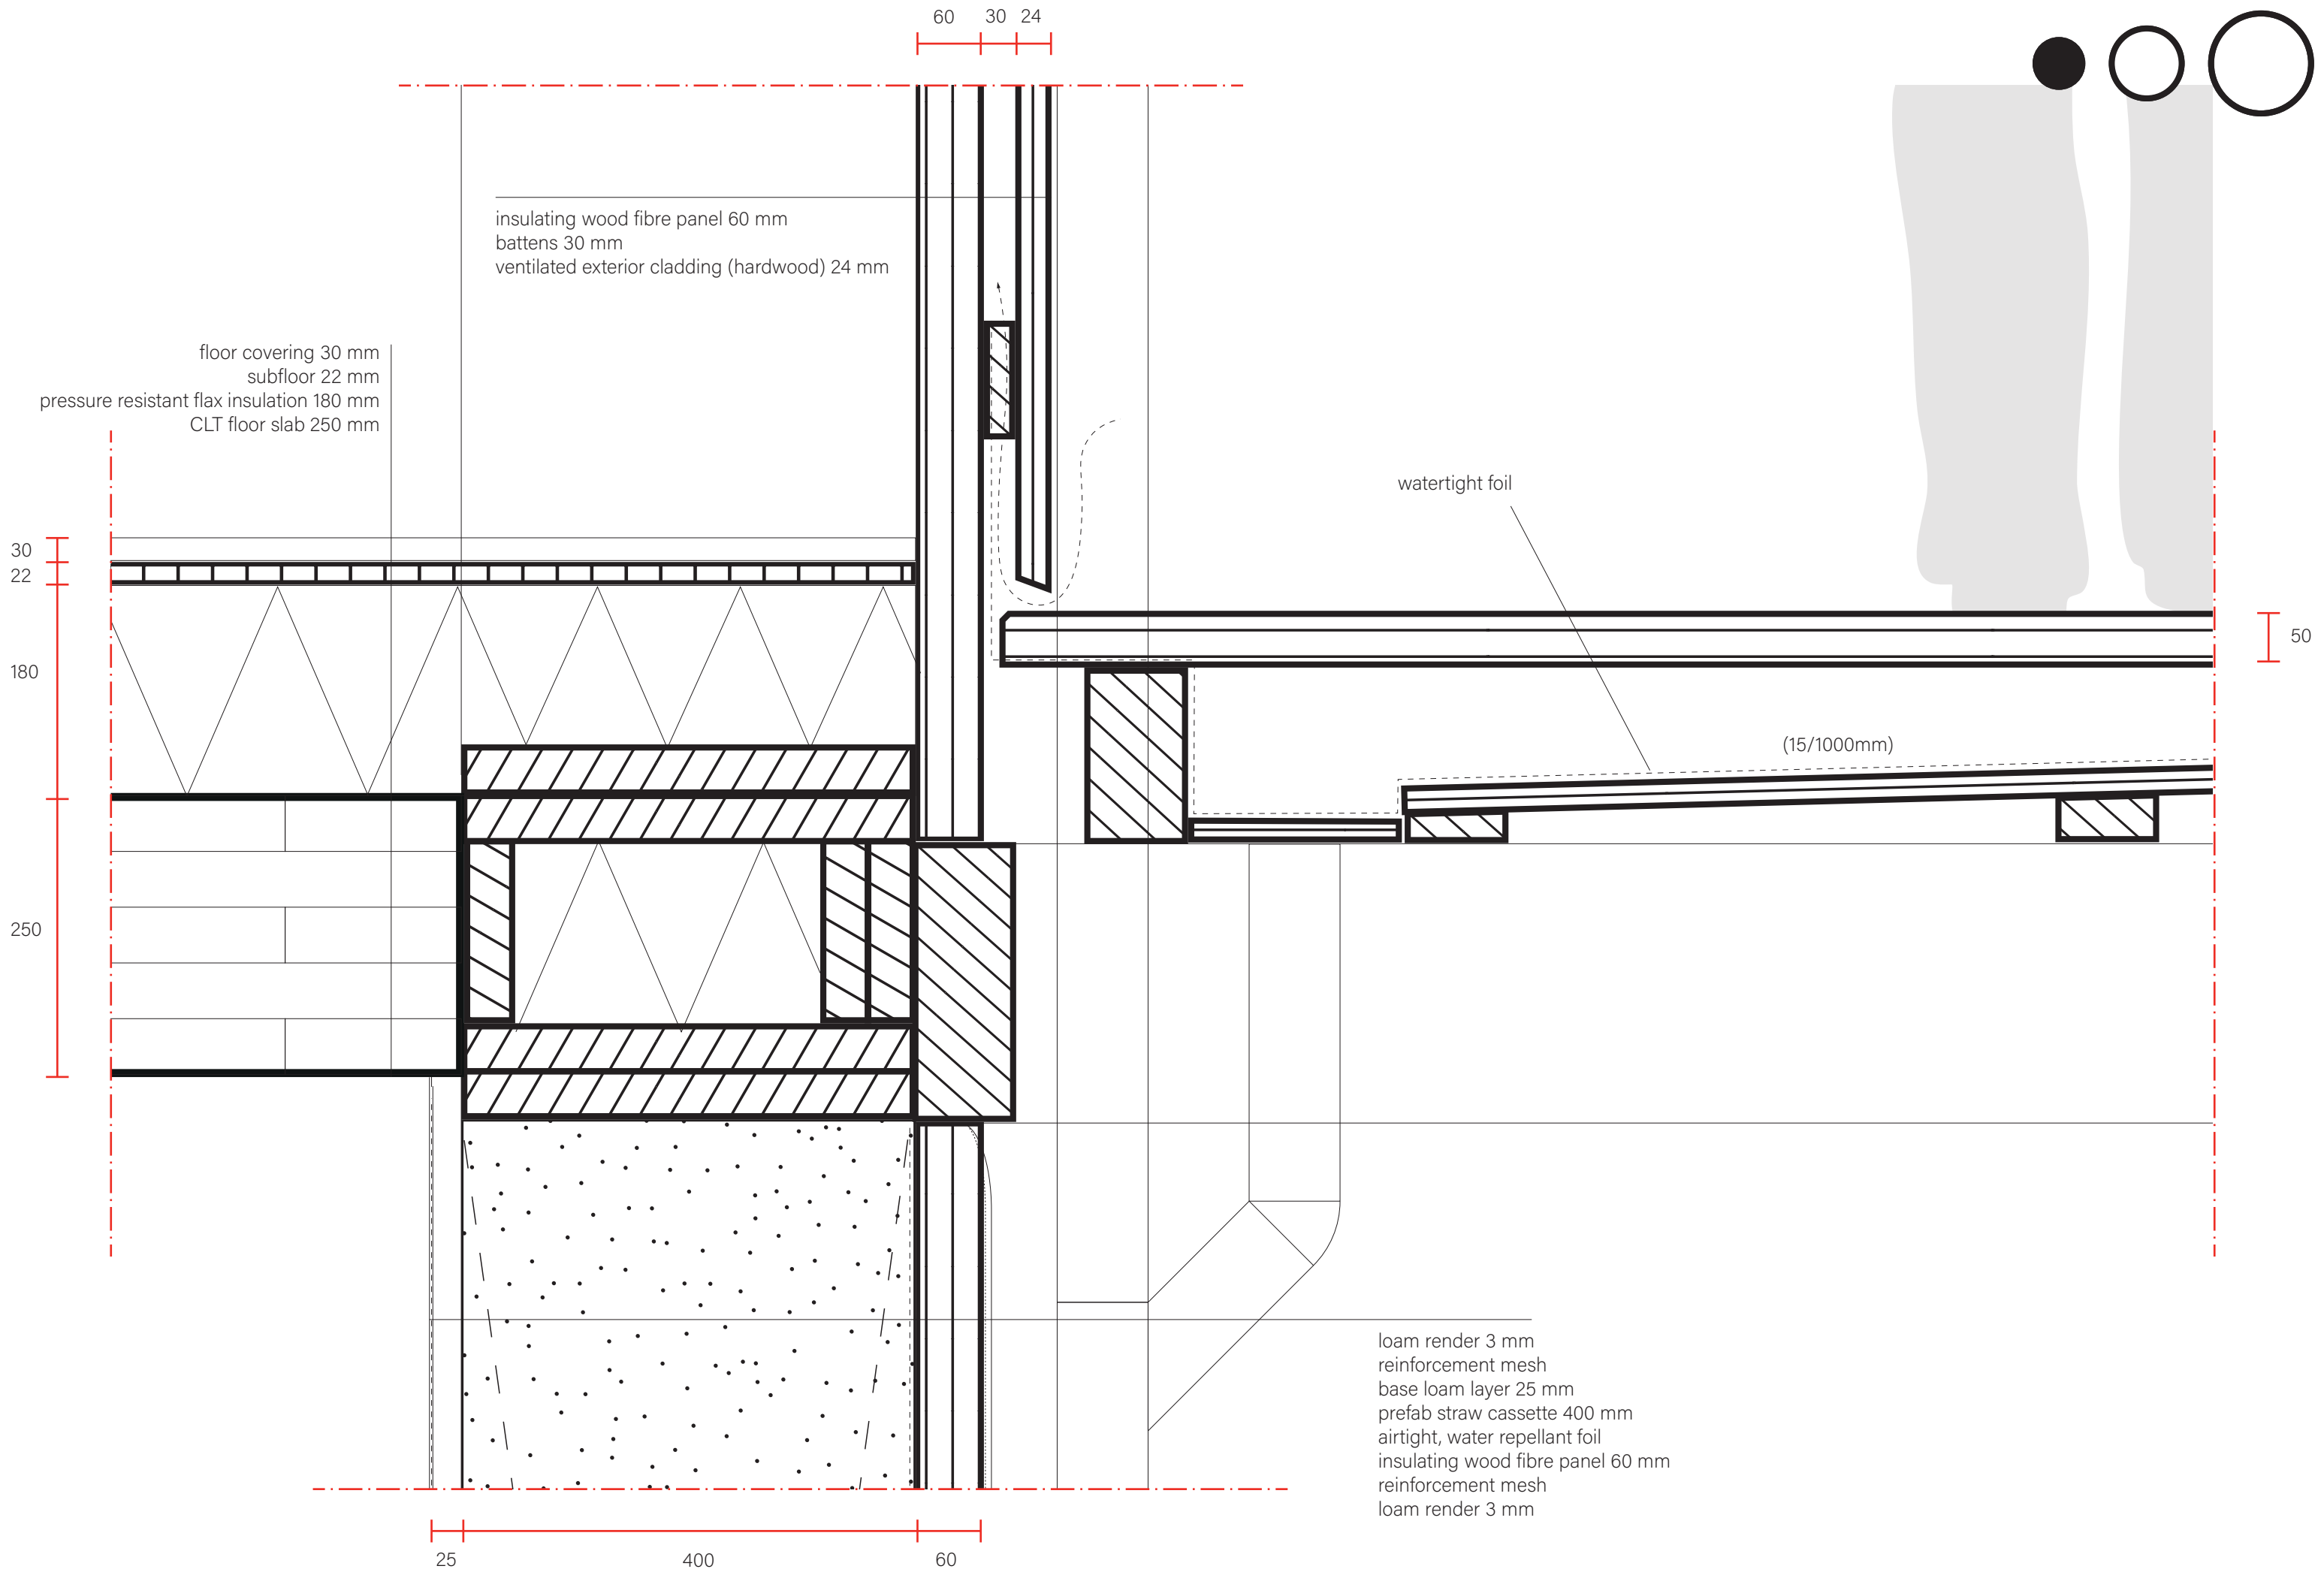 60 30 24
insulating wood fibre panel 60 mm
battens 30 mm
ventilated exterior cladding (hardwood) 24 mm
floor covering 30 mm
subfloor 22 mm
pressure resistant flax insulation 180 mm
CLT floor slab 250 mm
watertight foil
30
22
180
250
50
(15/1000mm)
loam render 3 mm
reinforcement mesh
base loam layer 25 mm
prefab straw cassette 400 mm
airtight, water repellant foil
insulating wood fibre panel 60 mm
reinforcement mesh
loam render 3 mm
25 400 60